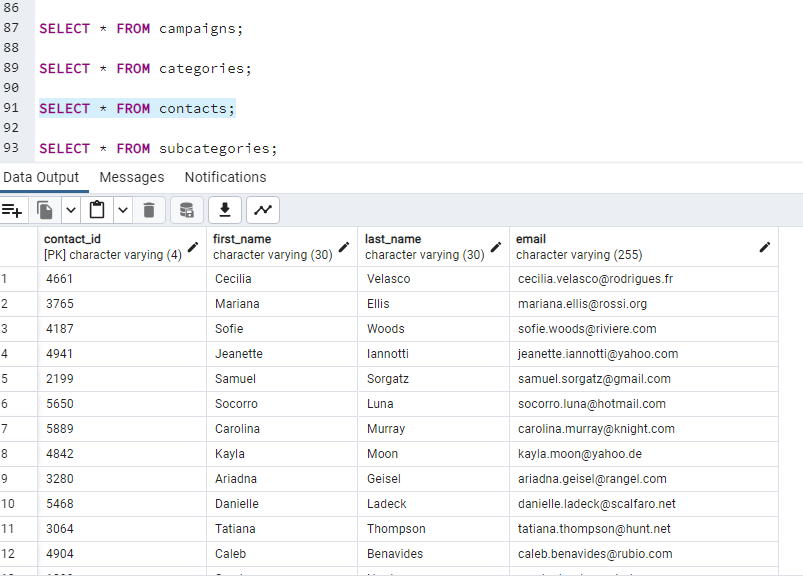 86
87 SELECT * FROM campaigns;
88
89 SELECT * FROM categories;
90
91 SELECT * FROM contacts;
92
93 SELECT * FROM subcategories;
Data Output Messages Notifications
contact_id first_name last_name email
[PK] character varying (4) character varying (30) character varying (30) character varying (255)
1 4661 Cecilia Velasco cecilia.velasco@rodrigues.fr
2 3765 Mariana Ellis mariana.ellis@rossi.org
3 4187 Sofie Woods sofie.woods@riviere.com
4 4941 Jeanette Iannotti jeanette.iannotti@yahoo.com
5 2199 Samuel Sorgatz samuel.sorgatz@gmail.com
6 5650 Socorro Luna socorro.luna@hotmail.com
7 5889 Carolina Murray carolina.murray@knight.com
8 4842 Kayla Moon kayla.moon@yahoo.de
9 3280 Ariadna Geisel ariadna.geisel@rangel.com
10 5468 Danielle Ladeck danielle.ladeck@scalfaro.net
11 3064 Tatiana Thompson tatiana.thompson@hunt.net
12 4904 Caleb Benavides caleb.benavides@rubio.com